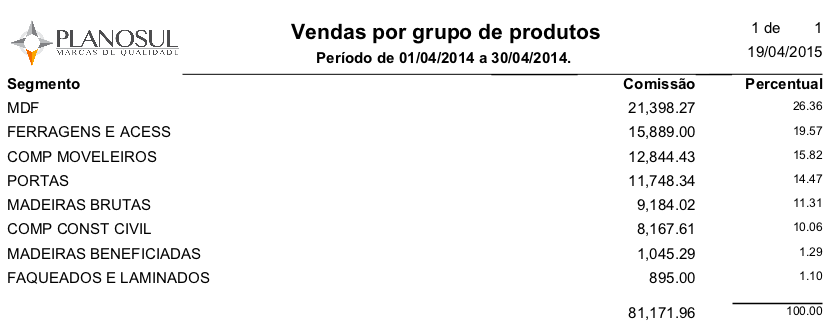 PLANOSUL
MARCAS DE QUALIDADE
Vendas por grupo de produtos
Período de 01/04/2014 a 30/04/2014.
1 de 1
19/04/2015
Segmento Comissão Percentual
MDF 21,398.27 26.36
FERRAGENS E ACESS 15,889.00 19.57
COMP MOVELEIROS 12,844.43 15.82
PORTAS 11,748.34 14.47
MADEIRAS BRUTAS 9,184.02 11.31
COMP CONST CIVIL 8,167.61 10.06
MADEIRAS BENEFICIADAS 1,045.29 1.29
FAQUEADOS E LAMINADOS 895.00 1.10
81,171.96 100.00